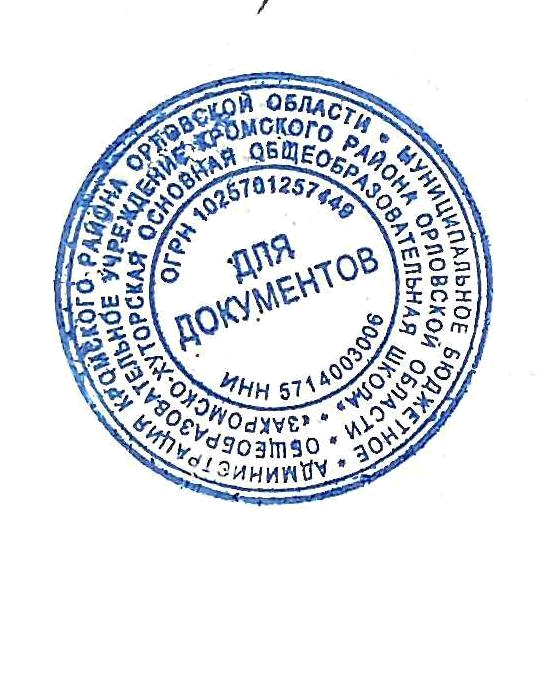 АДМИНИСТРАЦИЯ КРОМСКОГО РАЙОНА ОРЛОВСКОЙ ОБЛАСТИ * МУНИЦИПАЛЬНОЕ БЮДЖЕТНОЕ *
ОБЩЕОБРАЗОВАТЕЛЬНОЕ УЧРЕЖДЕНИЕ КРОМСКОГО РАЙОНА ОРЛОВСКОЙ ОБЛАСТИ *
«ЗАКРОМСКО-ХУТОРСКАЯ ОСНОВНАЯ ОБЩЕОБРАЗОВАТЕЛЬНАЯ ШКОЛА» *
ОГРН 1025701257449
ДЛЯ
ДОКУМЕНТОВ
ИНН 5714003006